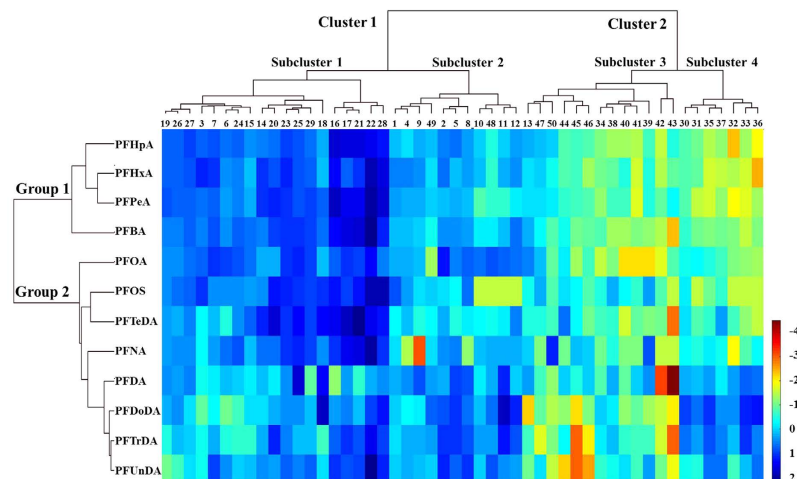 Cluster 1
Cluster 2
Subcluster 1
Subcluster 2
Subcluster 3
Subcluster 4
19 26 27 3 7 6 24 15 14 20 23 25 29 18 16 17 21 22 28 1 4 9 49 2 5 8 10 48 11 12 13 47 50 44 45 46 34 38 40 41 39 42 43 30 31 35 37 32 33 36
PFHpA
PFHxA
Group 1
PFPeA
PFBA
PFOA
Group 2
PFOS
PFTeDA
PFNA
PFDA
PFDoDA
PFTrDA
PFUnDA
-4
-3
-2
-1
0
1
2